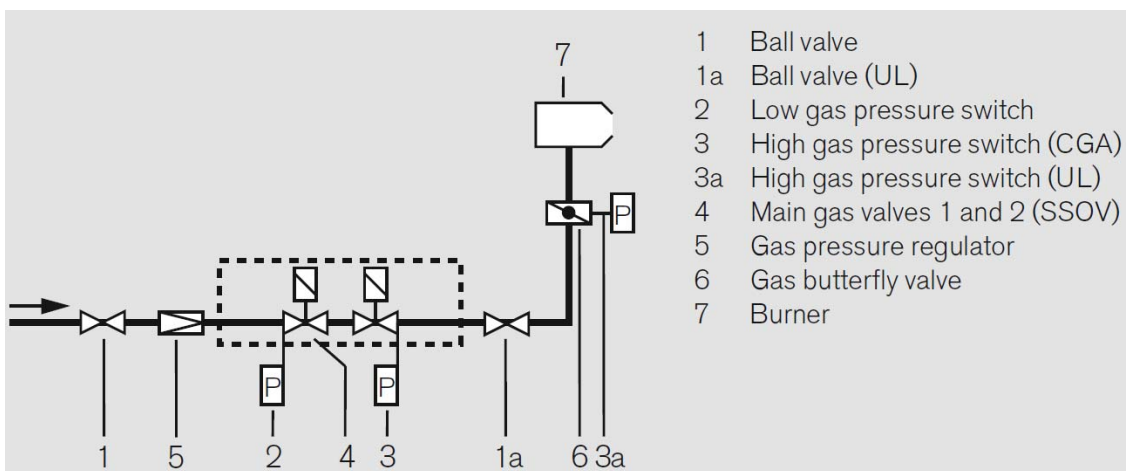 7
P
P
P
1
5
2
4
3
1a
6
3a
1 Ball valve
1a Ball valve (UL)
2 Low gas pressure switch
3 High gas pressure switch (CGA)
3a High gas pressure switch (UL)
4 Main gas valves 1 and 2 (SSOV)
5 Gas pressure regulator
6 Gas butterfly valve
7 Burner